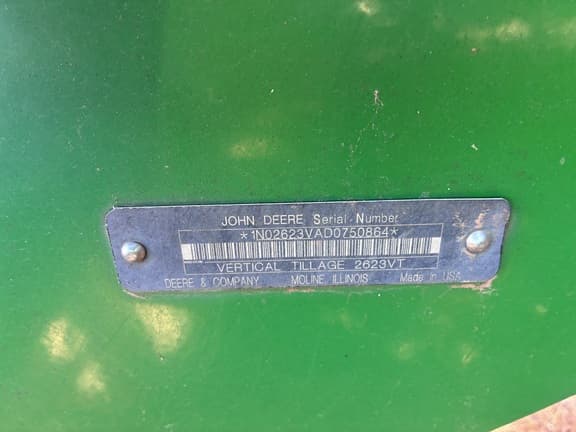 JOHN DEERE Serial Number
*1N02623VAD0750864*
VERTICAL TILLAGE 2623VT
DEERE & COMPANY MOLINE ILLINOIS Made in USA